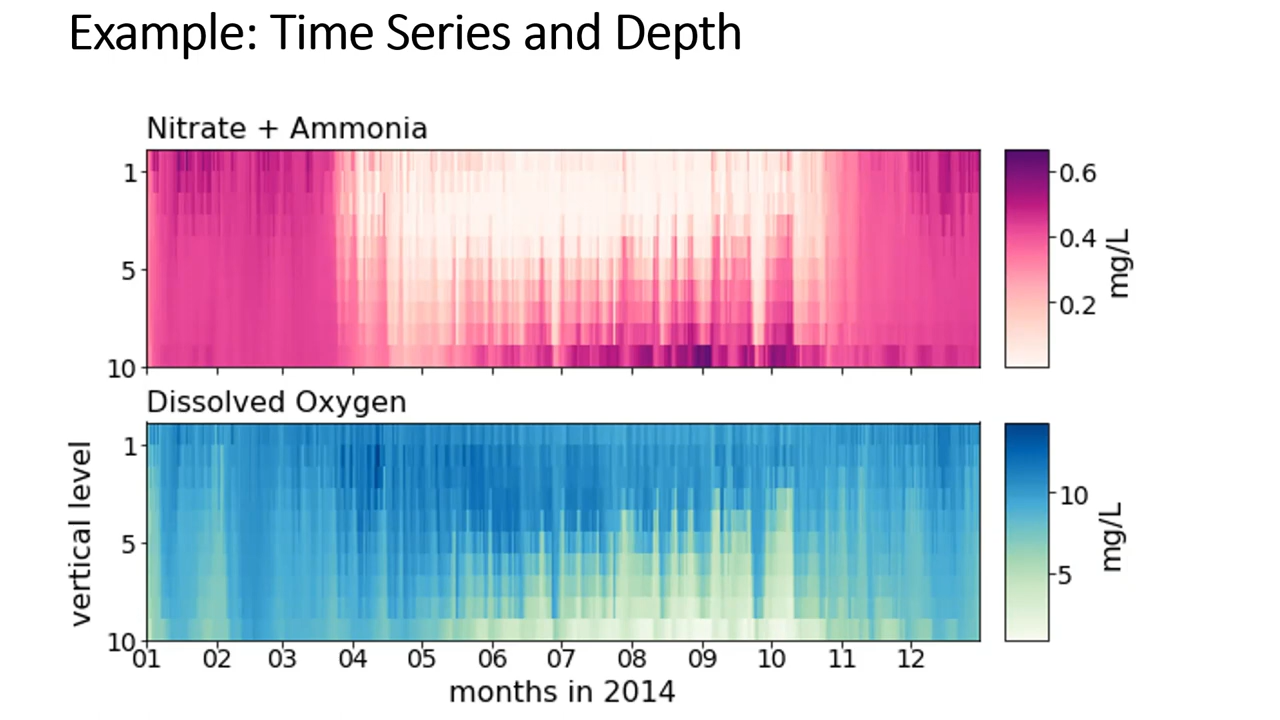 Example: Time Series and Depth
Nitrate + Ammonia
1
5
10
0.6
0.4
0.2
mg/L
Dissolved Oxygen
vertical level
1
5
10
10
5
mg/L
01 02 03 04 05 06 07 08 09 10 11 12
months in 2014